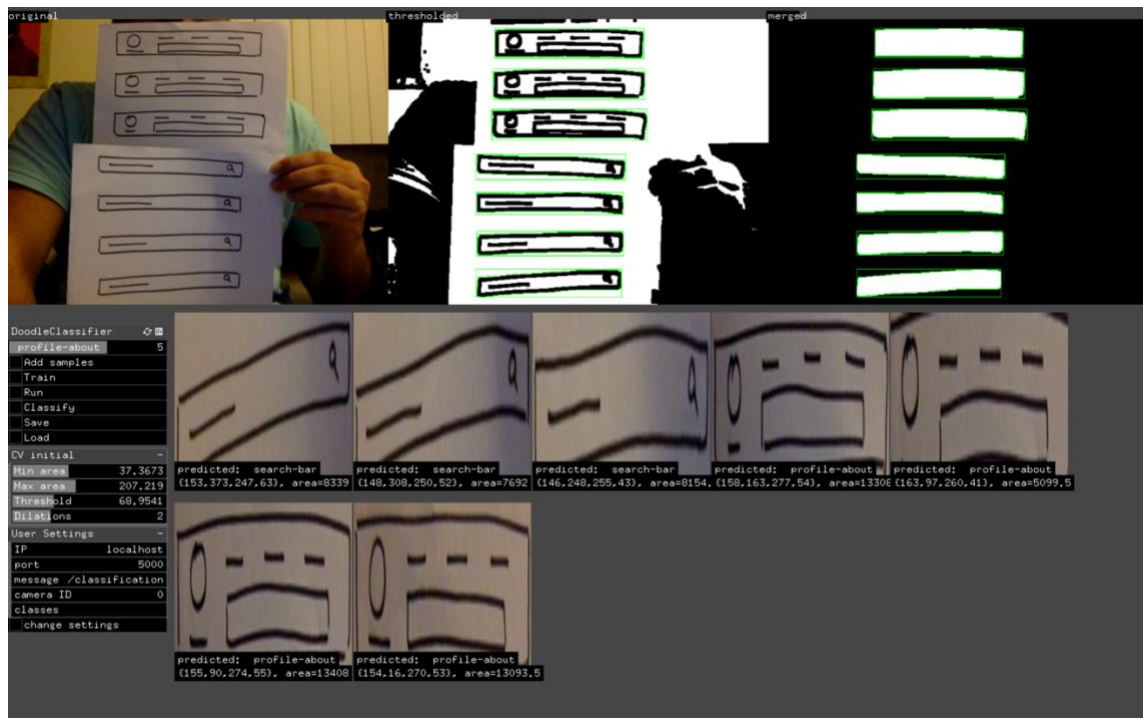 original
thresholded
merged
DoodleClassifier
profile-about 5
Add samples
Train
Run
Classify
Save
Load
CV initial -
Min area 37.3673
Max area 207.219
Threshold 68.9541
Dilations 2
User Settings -
IP localhost
port 5000
message /classification
camera ID 0
classes
change settings
predicted: search-bar
(153,373,247,63), area=8339
predicted: search-bar
(148,308,250,52), area=7692
predicted: search-bar
(146,248,255,43), area=8154.
predicted: profile-about
(158,163,277,54), area=13308
predicted: profile-about
(163,97,260,41), area=5099.5
predicted: profile-about
(155,90,274,55), area=13408
predicted: profile-about
(154,16,270,53), area=13093.5